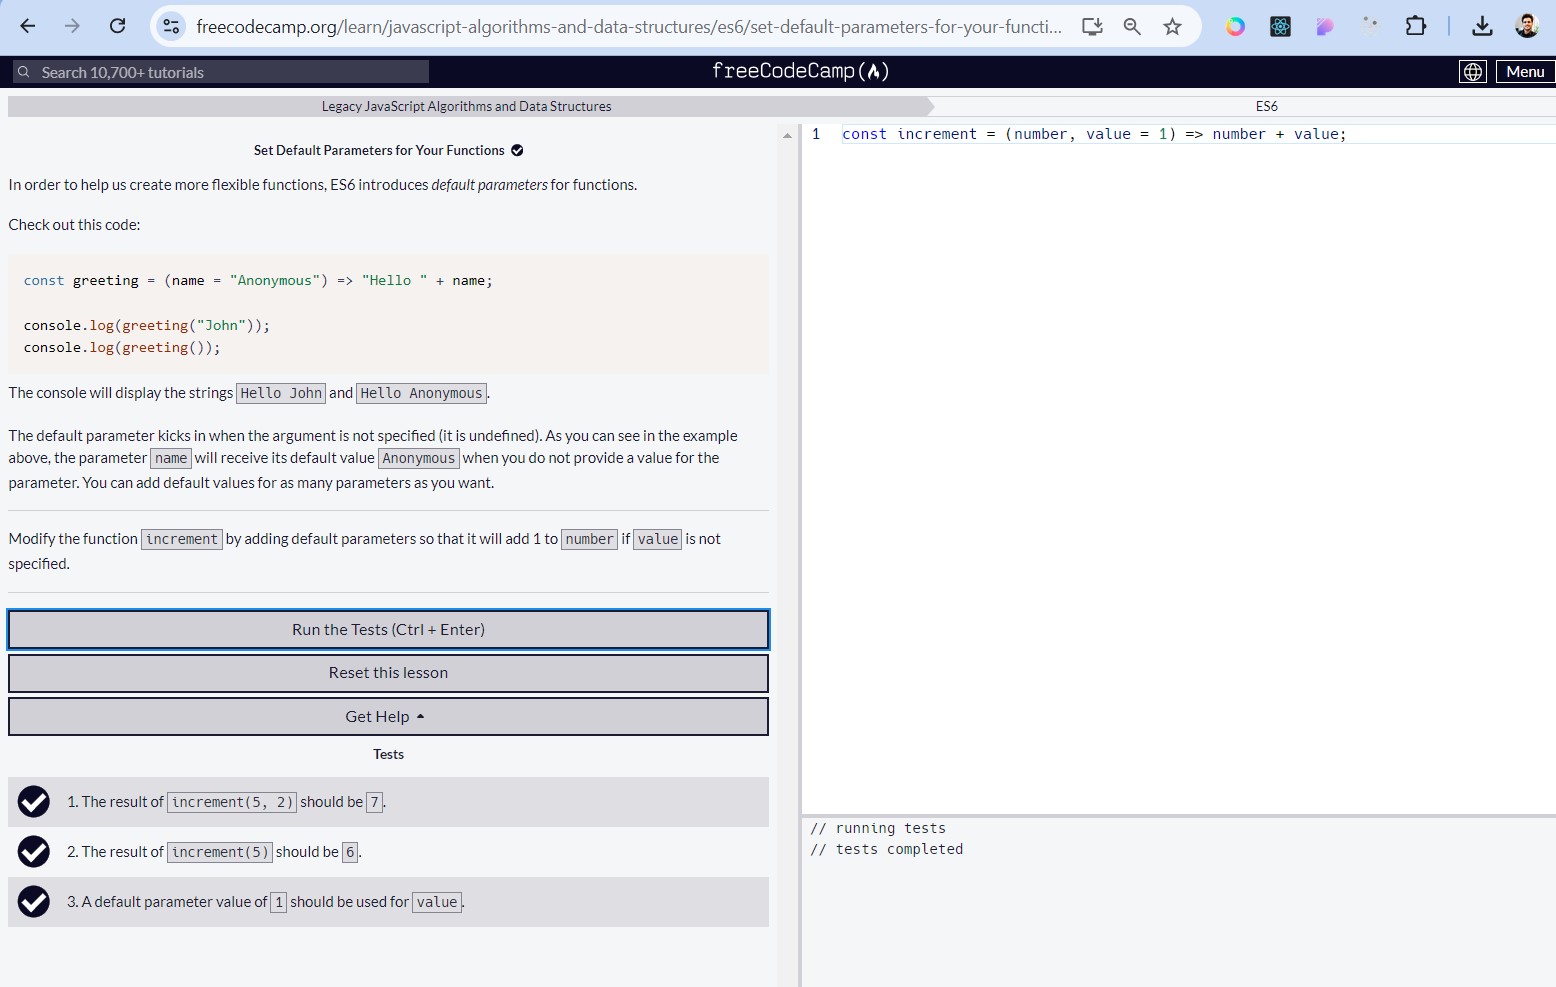 freecodecamp.org/learn/javascript-algorithms-and-data-structures/es6/set-default-parameters-for-your-functi...
Search 10,700+ tutorials
freeCodeCamp
Menu
Legacy JavaScript Algorithms and Data Structures
ES6
Set Default Parameters for Your Functions
In order to help us create more flexible functions, ES6 introduces default parameters for functions.
Check out this code:
const greeting = (name = "Anonymous") => "Hello " + name;
console.log(greeting("John"));
console.log(greeting());
The console will display the strings Hello John and Hello Anonymous.
The default parameter kicks in when the argument is not specified (it is undefined). As you can see in the example
above, the parameter name will receive its default value Anonymous when you do not provide a value for the
parameter. You can add default values for as many parameters as you want.
Modify the function increment by adding default parameters so that it will add 1 to number if value is not
specified.
Run the Tests (Ctrl + Enter)
Reset this lesson
Get Help
Tests
1. The result of increment(5, 2) should be 7.
2. The result of increment(5) should be 6.
3. A default parameter value of 1 should be used for value.
1 const increment = (number, value = 1) => number + value;
// running tests
// tests completed